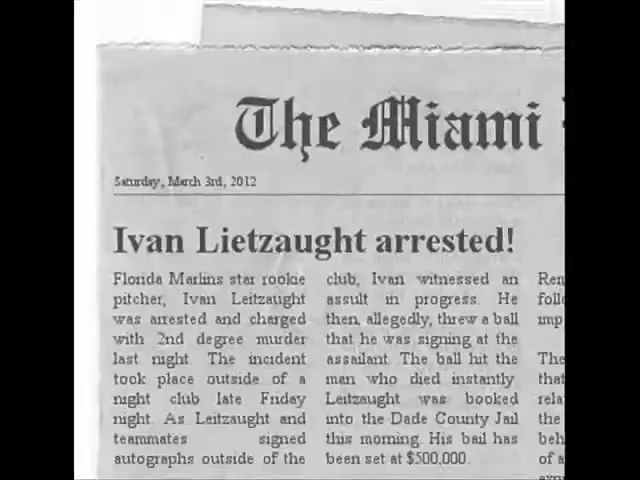 The Miami
Saturday, March 3rd, 2012
Ivan Lietzaught arrested!
Florida Marlins star rookie
pitcher, Ivan Leitzaught
was arrested and charged
with 2nd degree murder
last night. The incident
took place outside of a
night club late Friday
night. As Leitzaught and
teammates signed
autographs outside of the
club, Ivan witnessed an
assult in progress. He
then, allegedly, threw a ball
that he was signing at the
assailant. The ball hit the
man who died instantly.
Leitzaught was booked
into the Dade County Jail
this morning. His bail has
been set at $500,000.
The
that
the
of a